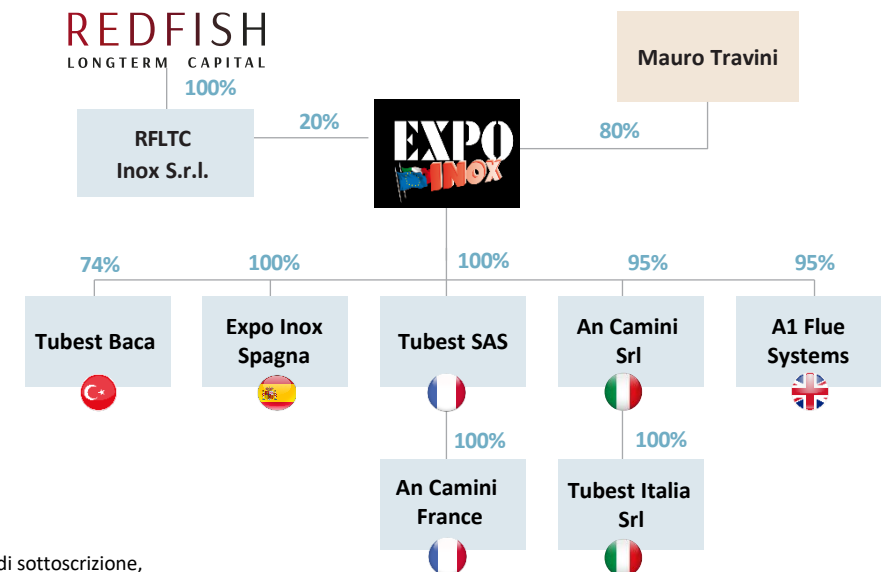 REDFISH
LONGTERM CAPITAL
Mauro Travini
100%
RFLTC
Inox S.r.l.
20%
EXPO
INOX
80%
74%
100%
100%
95%
95%
Tubest Baca
Expo Inox
Spagna
Tubest SAS
An Camini
Srl
A1 Flue
Systems
100%
100%
An Camini
France
Tubest Italia
Srl
di sottoscrizione,